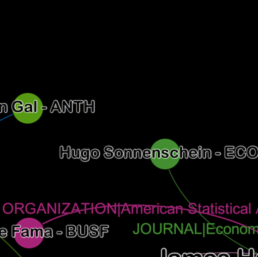 n Gal - ANTH
Hugo Sonnenschein - ECO
ORGANIZATION|American Statistical A
JOURNAL|Econom
e Fama - BUSF
James H